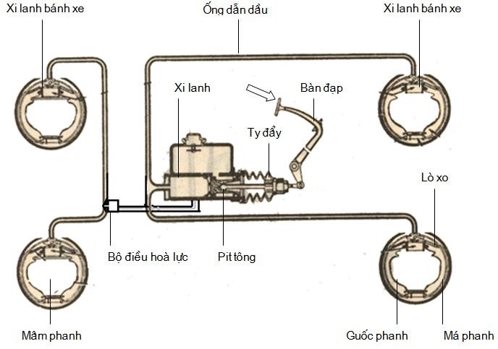 Xi lanh bánh xe
Ống dẫn dầu
Xi lanh bánh xe
Xi lanh
Bàn đạp
Ty đẩy
Lò xo
Bộ điều hoà lực
Pit tông
Mâm phanh
Guốc phanh
Má phanh